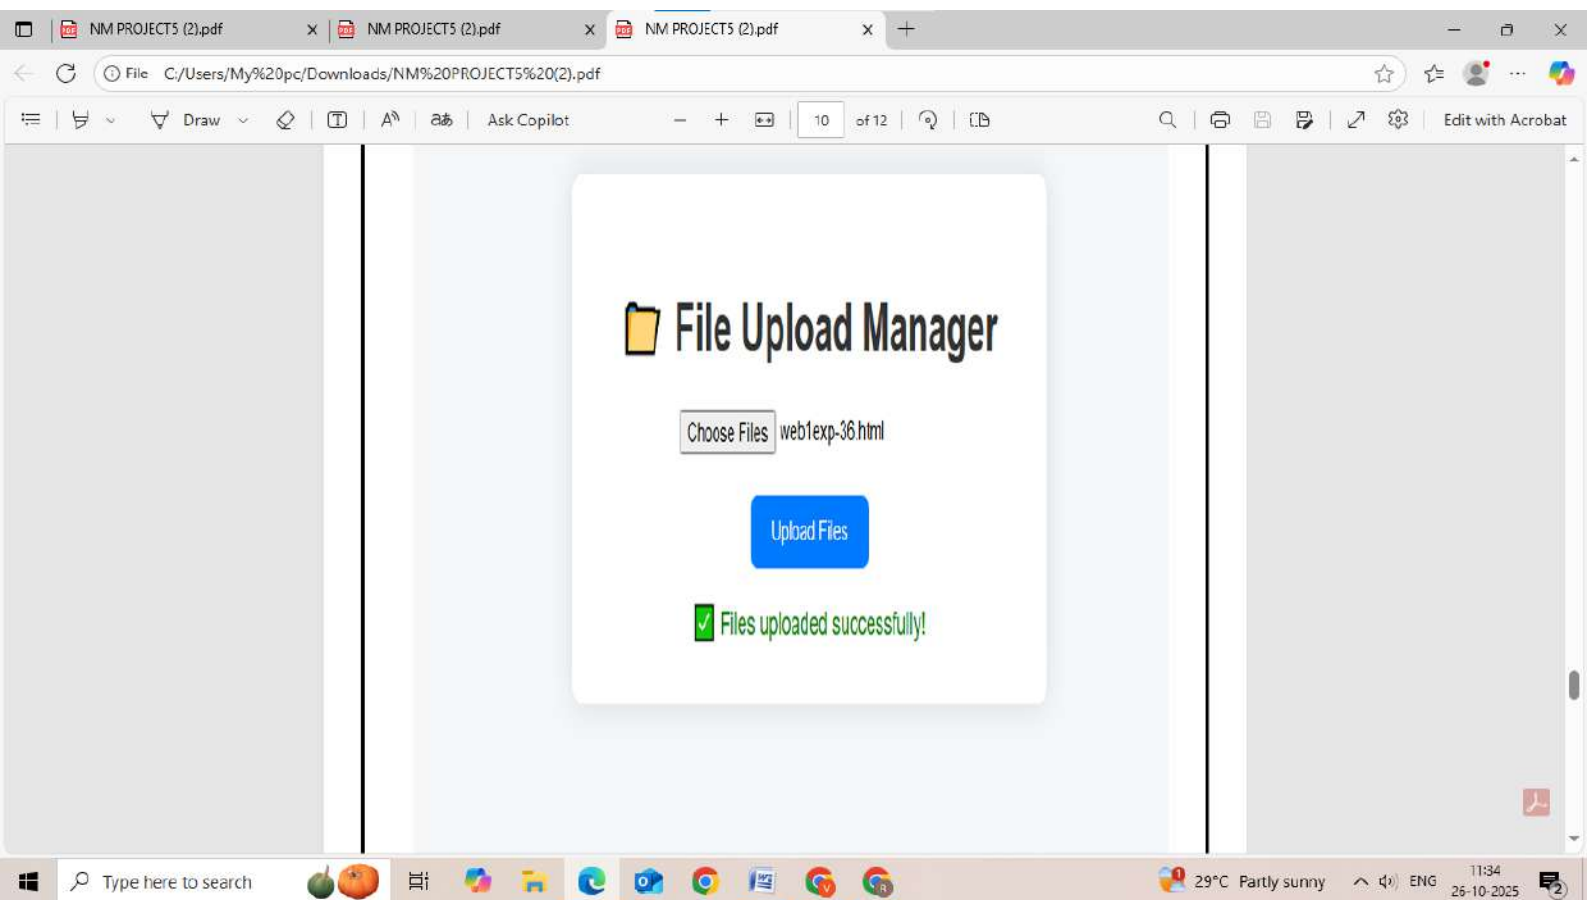 NM PROJECT5 (2).pdf
NM PROJECT5 (2).pdf
NM PROJECT5 (2).pdf
File C:/Users/My%20pc/Downloads/NM%20PROJECT5%20(2).pdf
Draw
Ask Copilot
10 of 12
Edit with Acrobat
File Upload Manager
Choose Files web1exp-36.html
Upload Files
Files uploaded successfully!
Type here to search
29°C Partly sunny
ENG
11:34
26-10-2025
2